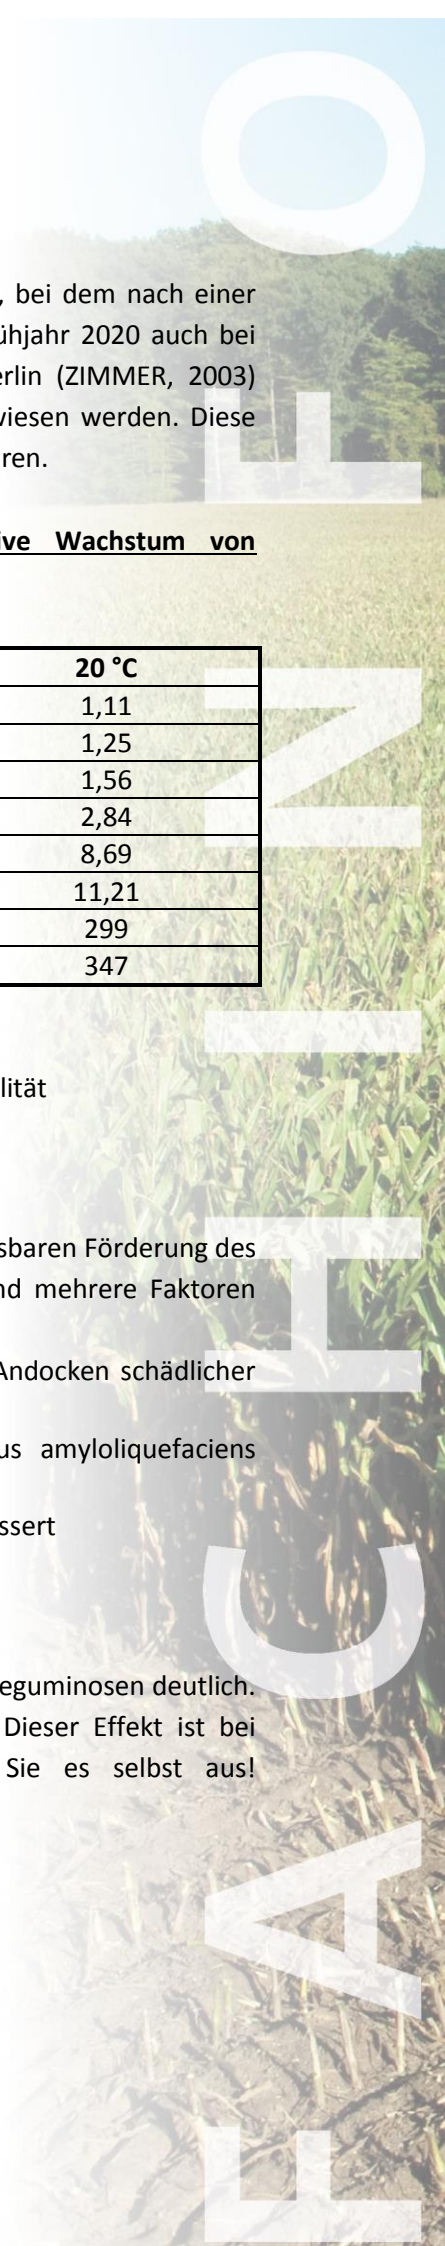 , bei dem nach einer
ühjahr 2020 auch bei
erlin (ZIMMER, 2003)
wiesen werden. Diese
ren.
ive Wachstum von
20 °C
1,11
1,25
1,56
2,84
8,69
11,21
299
347
lität
sbaren Förderung des
nd mehrere Faktoren
Andocken schädlicher
us amyloliquefaciens
ssert
eguminosen deutlich.
Dieser Effekt ist bei
Sie es selbst aus!
FACHINFO